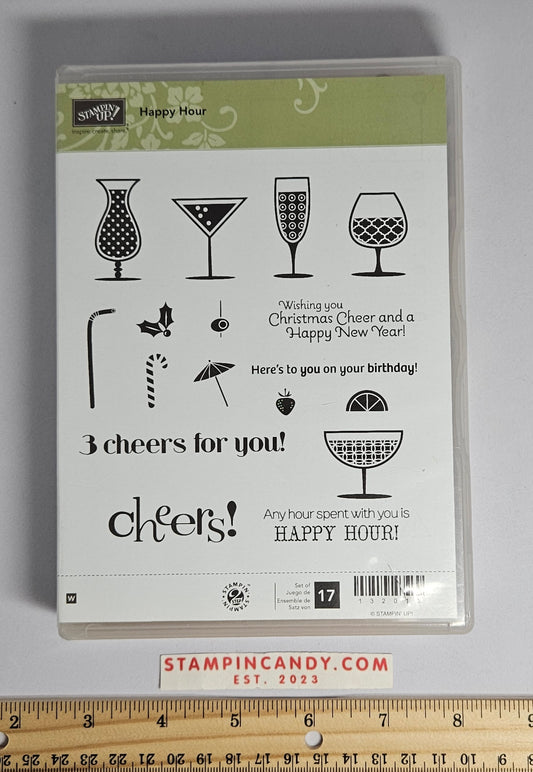 STAMPIN' UP!
inspire. create. share.
Happy Hour
Wishing you
Christmas Cheer and a
Happy New Year!
Here's to you on your birthday!
3 cheers for you!
cheers!
Any hour spent with you is
HAPPY HOUR!
W
STAMPIN' UP!
STAMPIN'
Set of
Juego de
Ensemble de
Satz von
17
© STAMPIN' UP!
STAMPINCANDY.COM
EST. 2023
2 3 4 5 6 7 8 9